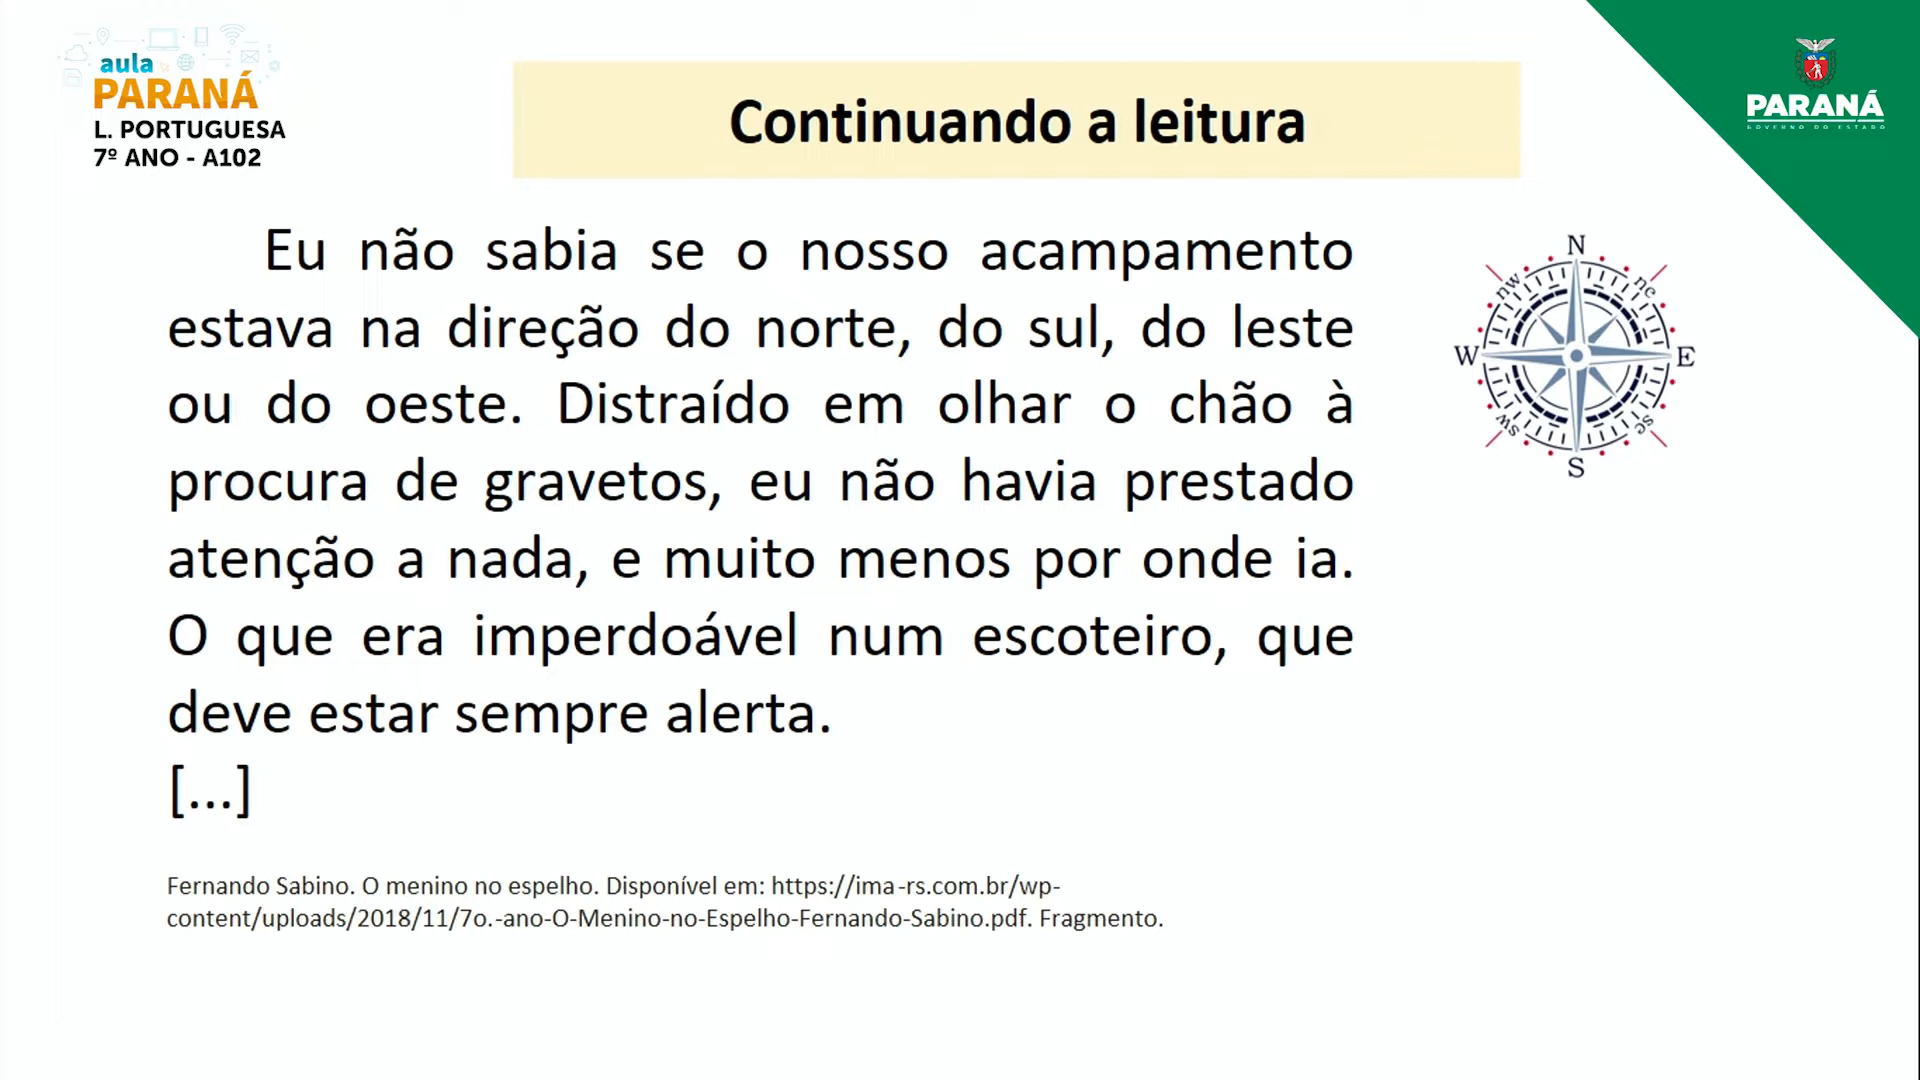 aula
PARANÁ
L. PORTUGUESA
7º ANO - A102
Continuando a leitura
PARANÁ
GOVERNO DO ESTADO
Eu não sabia se o nosso acampamento
estava na direção do norte, do sul, do leste
ou do oeste. Distraído em olhar o chão à
procura de gravetos, eu não havia prestado
atenção a nada, e muito menos por onde ia.
O que era imperdoável num escoteiro, que
deve estar sempre alerta.
[...]
N
nw
ne
W
E
sw
se
S
Fernando Sabino. O menino no espelho. Disponível em: https://ima-rs.com.br/wp-
content/uploads/2018/11/7o.-ano-O-Menino-no-Espelho-Fernando-Sabino.pdf. Fragmento.